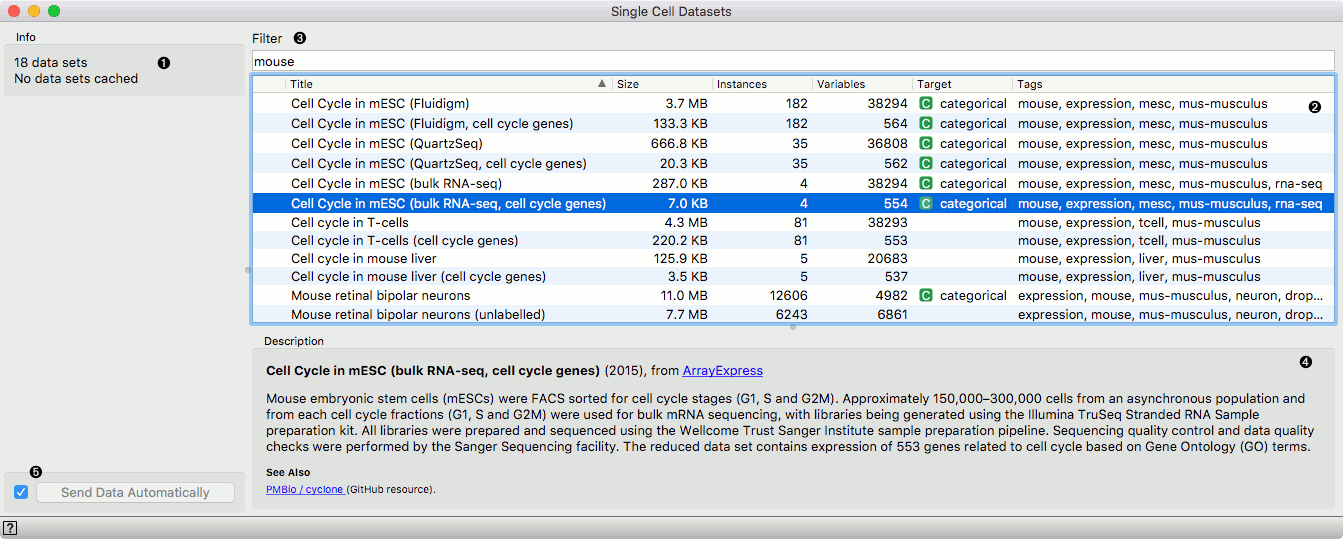 Single Cell Datasets
Info
18 data sets ❶
No data sets cached
Filter ❸
mouse
Title Size Instances Variables Target Tags
Cell Cycle in mESC (Fluidigm) 3.7 MB 182 38294 C categorical mouse, expression, mesc, mus-musculus ❷
Cell Cycle in mESC (Fluidigm, cell cycle genes) 133.3 KB 182 564 C categorical mouse, expression, mesc, mus-musculus
Cell Cycle in mESC (QuartzSeq) 666.8 KB 35 36808 C categorical mouse, expression, mesc, mus-musculus
Cell Cycle in mESC (QuartzSeq, cell cycle genes) 20.3 KB 35 562 C categorical mouse, expression, mesc, mus-musculus
Cell Cycle in mESC (bulk RNA-seq) 287.0 KB 4 38294 C categorical mouse, expression, mesc, mus-musculus, rna-seq
Cell Cycle in mESC (bulk RNA-seq, cell cycle genes) 7.0 KB 4 554 C categorical mouse, expression, mesc, mus-musculus, rna-seq
Cell cycle in T-cells 4.3 MB 81 38293 mouse, expression, tcell, mus-musculus
Cell cycle in T-cells (cell cycle genes) 220.2 KB 81 553 mouse, expression, tcell, mus-musculus
Cell cycle in mouse liver 125.9 KB 5 20683 mouse, expression, liver, mus-musculus
Cell cycle in mouse liver (cell cycle genes) 3.5 KB 5 537 mouse, expression, liver, mus-musculus
Mouse retinal bipolar neurons 11.0 MB 12606 4982 C categorical expression, mouse, mus-musculus, neuron, drop...
Mouse retinal bipolar neurons (unlabelled) 7.7 MB 6243 6861 expression, mouse, mus-musculus, neuron, drop...
Description
❹
Cell Cycle in mESC (bulk RNA-seq, cell cycle genes) (2015), from ArrayExpress
Mouse embryonic stem cells (mESCs) were FACS sorted for cell cycle stages (G1, S and G2M). Approximately 150,000–300,000 cells from an asynchronous population and
from each cell cycle fractions (G1, S and G2M) were used for bulk mRNA sequencing, with libraries being generated using the Illumina TruSeq Stranded RNA Sample
preparation kit. All libraries were prepared and sequenced using the Wellcome Trust Sanger Institute sample preparation pipeline. Sequencing quality control and data quality
checks were performed by the Sanger Sequencing facility. The reduced data set contains expression of 553 genes related to cell cycle based on Gene Ontology (GO) terms.
See Also
PMBio / cyclone (GitHub resource).
❺
Send Data Automatically
?